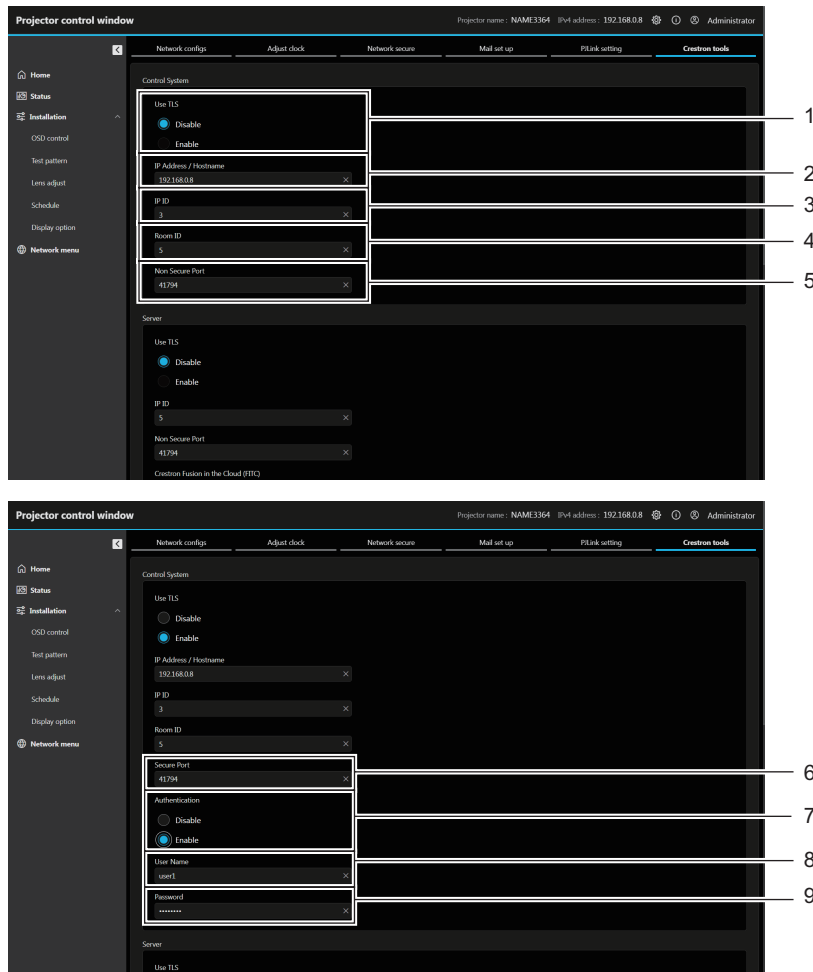 Projector control window
Projector name : NAME3364 IPv4 address : 192.168.0.8 Administrator
Network configs Adjust clock Network secure Mail set up PJLink setting Crestron tools
Home
Status
Installation
OSD control
Test pattern
Lens adjust
Schedule
Display option
Network menu
Control System
Use TLS
Disable
Enable
1
IP Address / Hostname
192.168.0.8
2
IP ID
3
3
Room ID
5
4
Non Secure Port
41794
5
Server
Use TLS
Disable
Enable
IP ID
5
Non Secure Port
41794
Crestron Fusion in the Cloud (FITC)
Projector control window
Projector name : NAME3364 IPv4 address : 192.168.0.8 Administrator
Network configs Adjust clock Network secure Mail set up PJLink setting Crestron tools
Home
Status
Installation
OSD control
Test pattern
Lens adjust
Schedule
Display option
Network menu
Control System
Use TLS
Disable
Enable
IP Address / Hostname
192.168.0.8
IP ID
3
Room ID
5
Secure Port
41794
6
Authentication
Disable
Enable
7
User Name
user1
8
Password
••••••••
9
Server
Use TLS